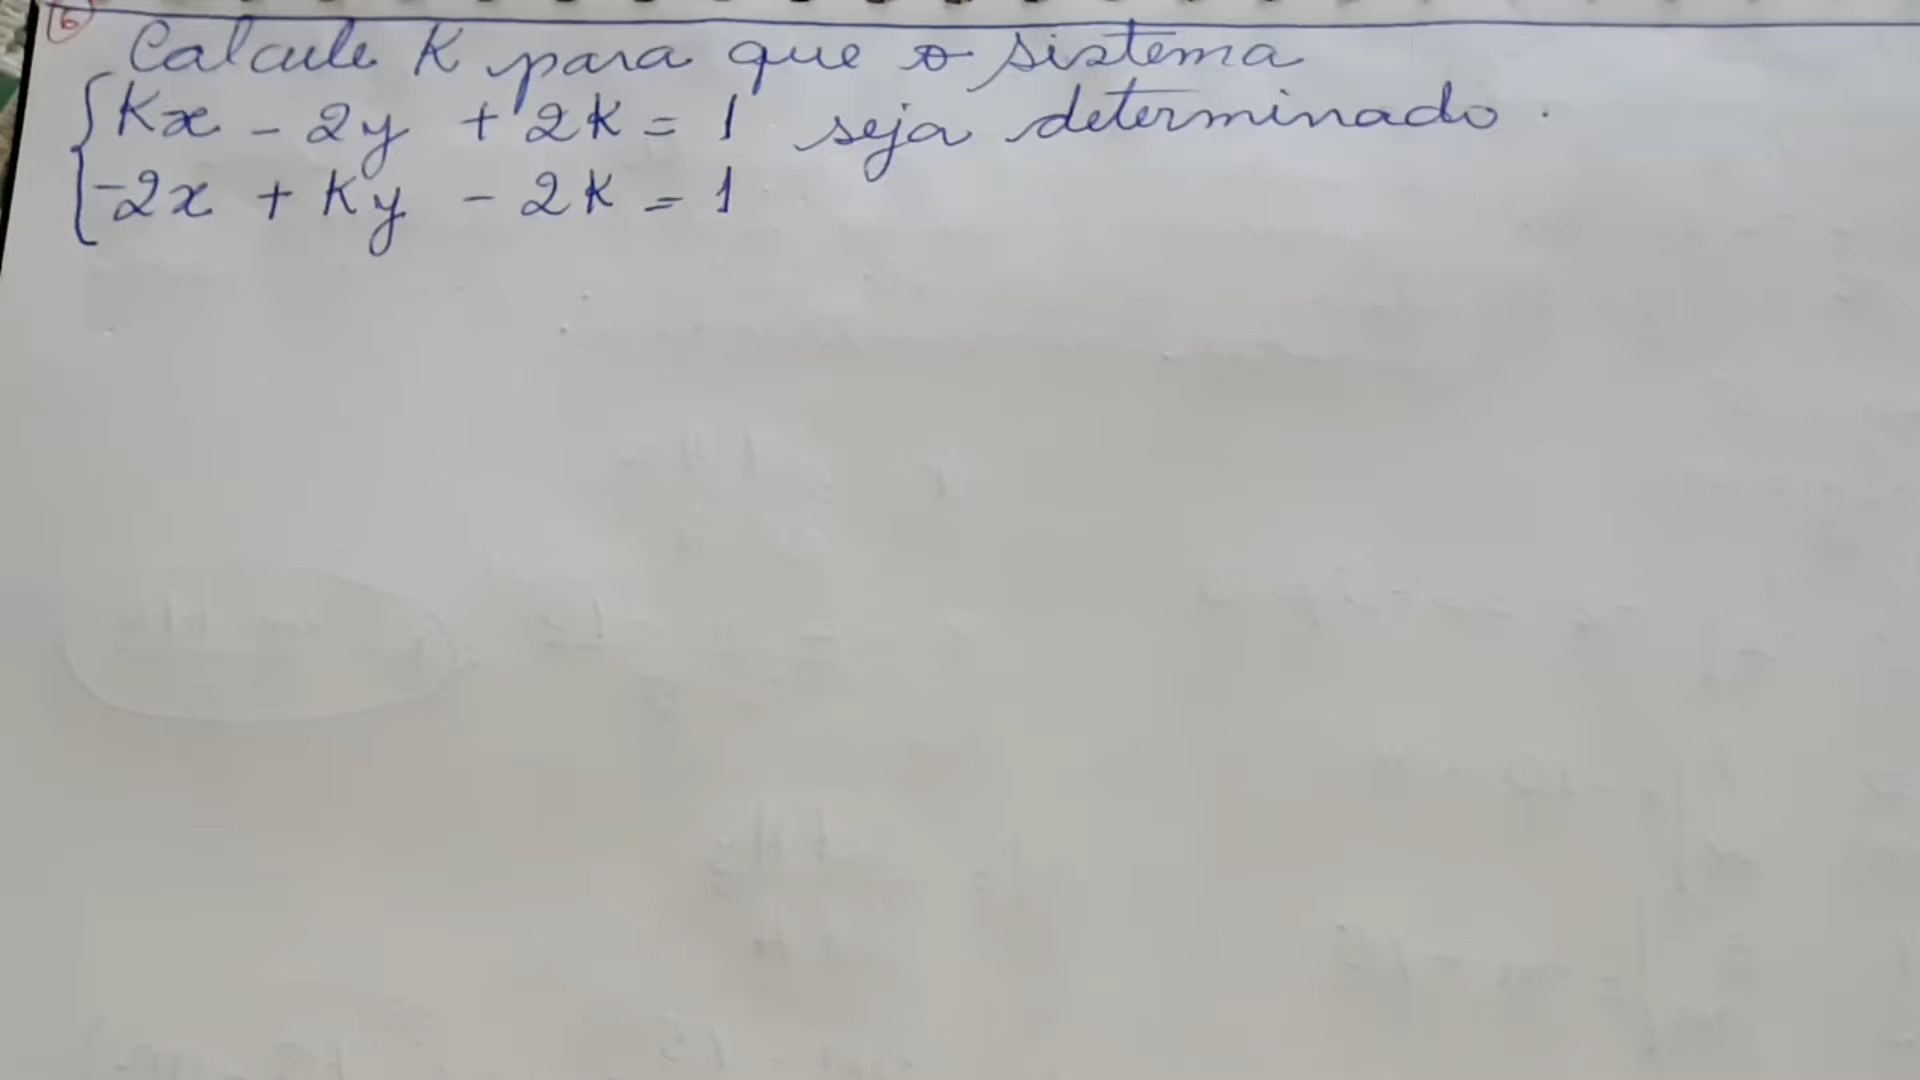 6
Calcule K para que o sistema
Kx - 2y + 2k = 1 seja determinado.
-2x + Ky - 2k = 1